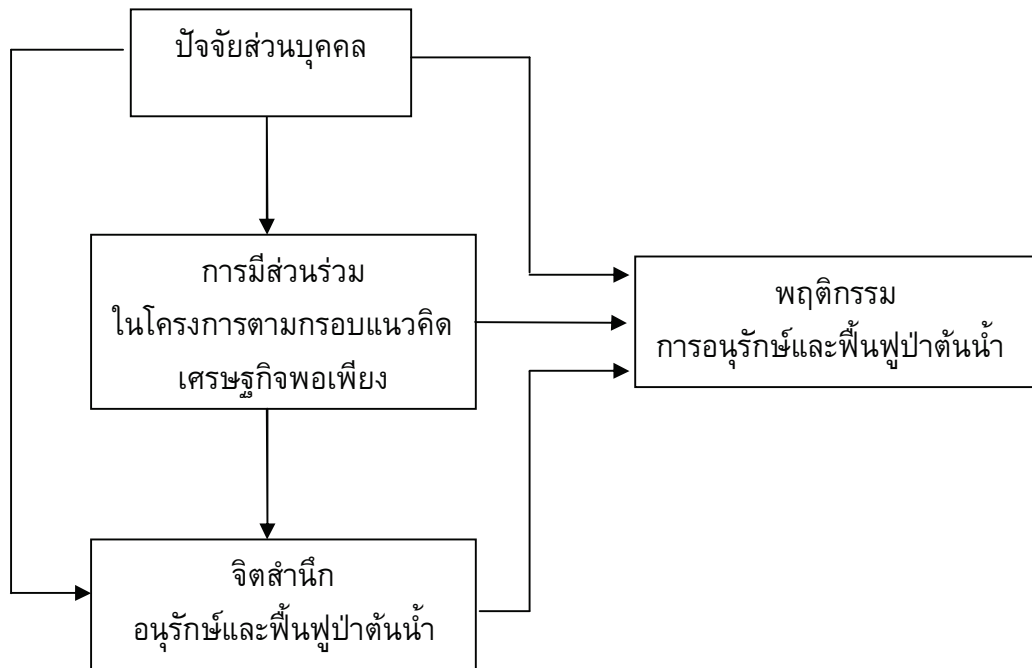 ปัจจัยส่วนบุคคล
การมีส่วนร่วม
ในโครงการตามกรอบแนวคิด
เศรษฐกิจพอเพียง
พฤติกรรม
การอนุรักษ์และฟื้นฟูป่าต้นน้ำ
จิตสำนึก
อนุรักษ์และฟื้นฟูป่าต้นน้ำ